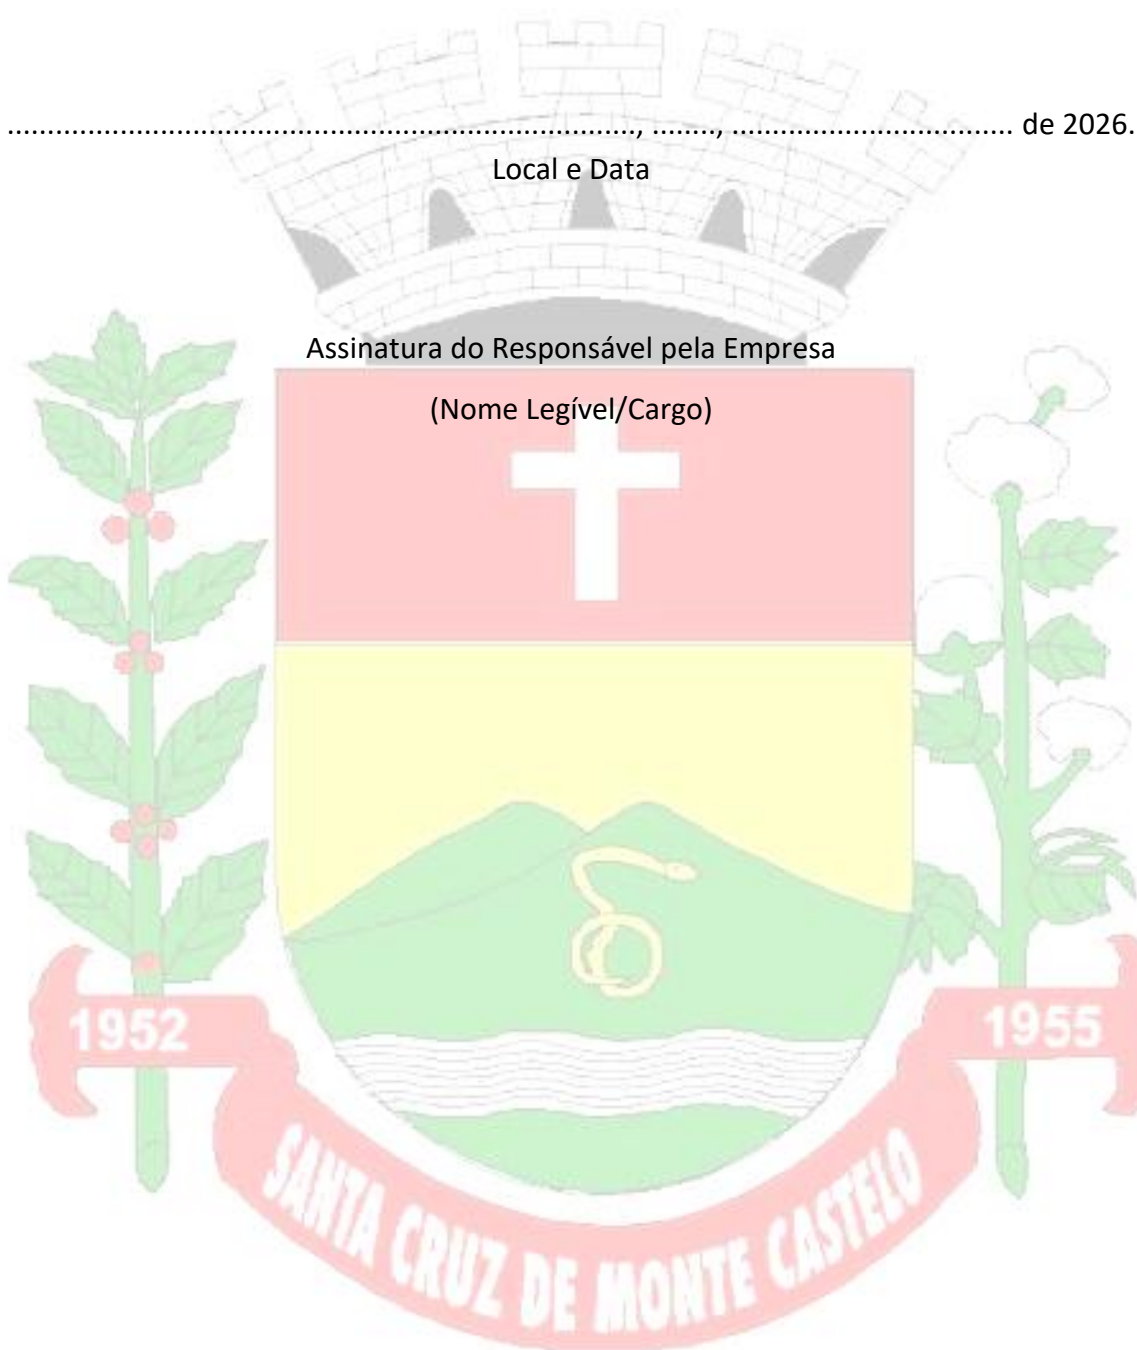 ................................................................................, ........, .................................... de 2026.
Local e Data
Assinatura do Responsável pela Empresa
(Nome Legível/Cargo)
1952
1955
SANTA CRUZ DE MONTE CASTELO